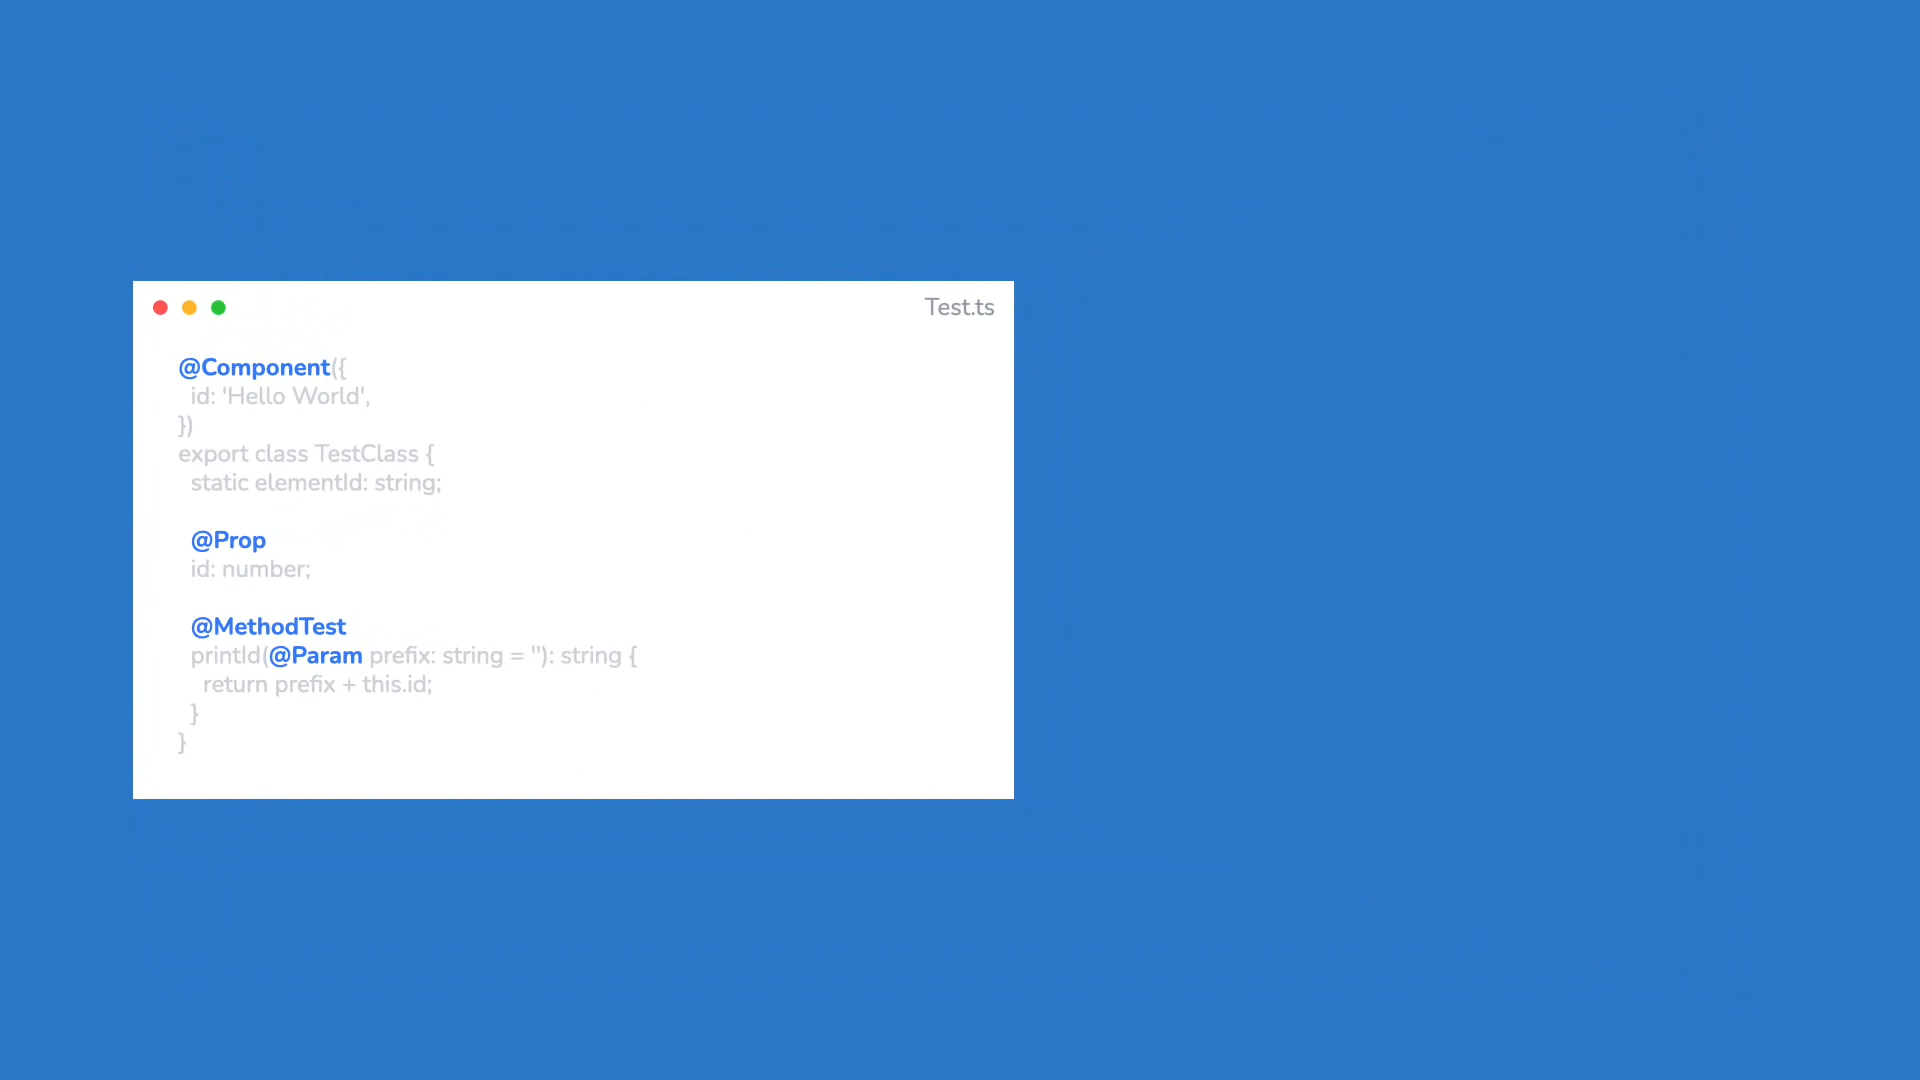 Test.ts
@Component({
id: 'Hello World',
})
export class TestClass {
static elementId: string;
@Prop
id: number;
@MethodTest
printId(@Param prefix: string = ''): string {
return prefix + this.id;
}
}